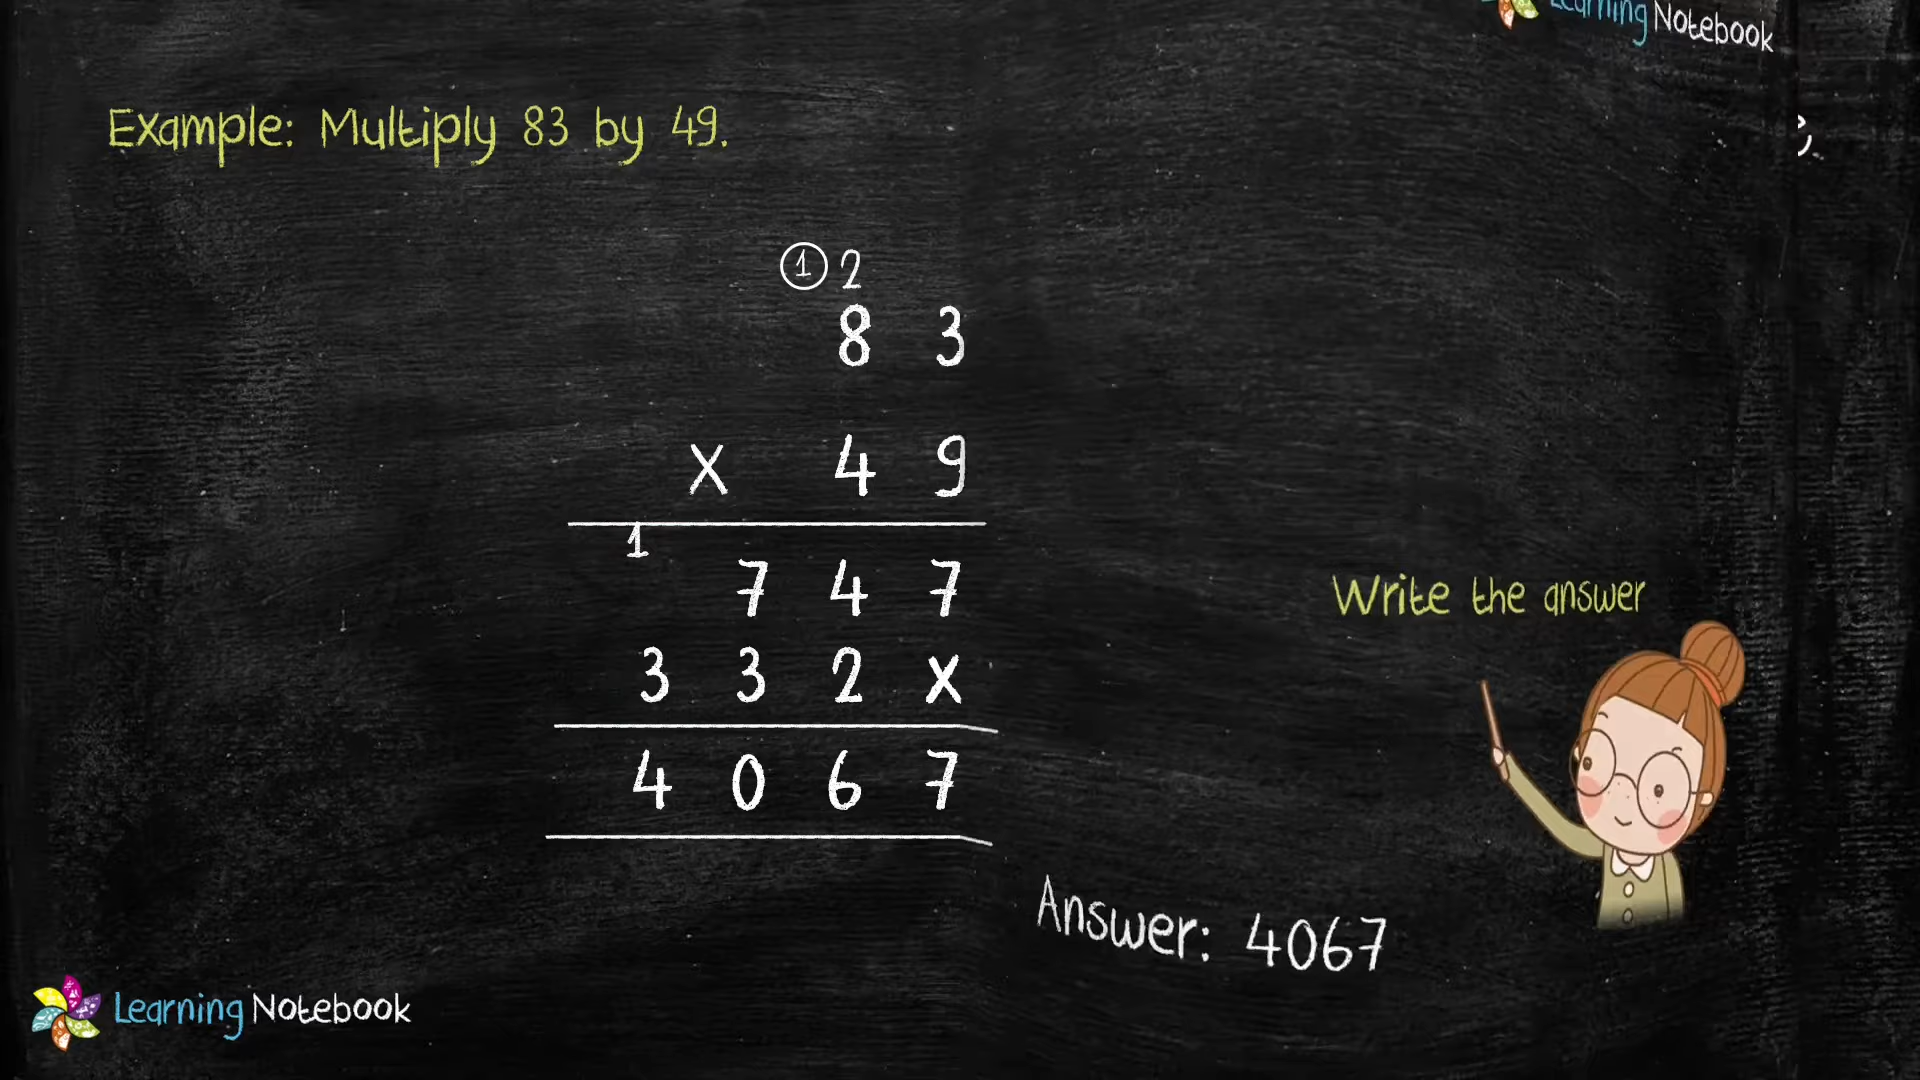 Learning Notebook
Example: Multiply 83 by 49.
1 2
8 3
X 4 9
1
7 4 7
Write the answer
3 3 2 X
4 0 6 7
Answer: 4067
Learning Notebook